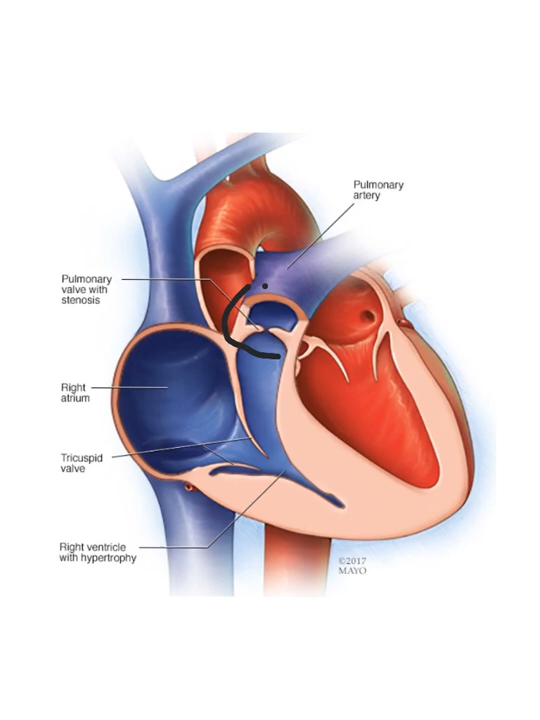 Pulmonary
artery
Pulmonary
valve with
stenosis
Right
atrium
Tricuspid
valve
Right ventricle
with hypertrophy
©2017
MAYO